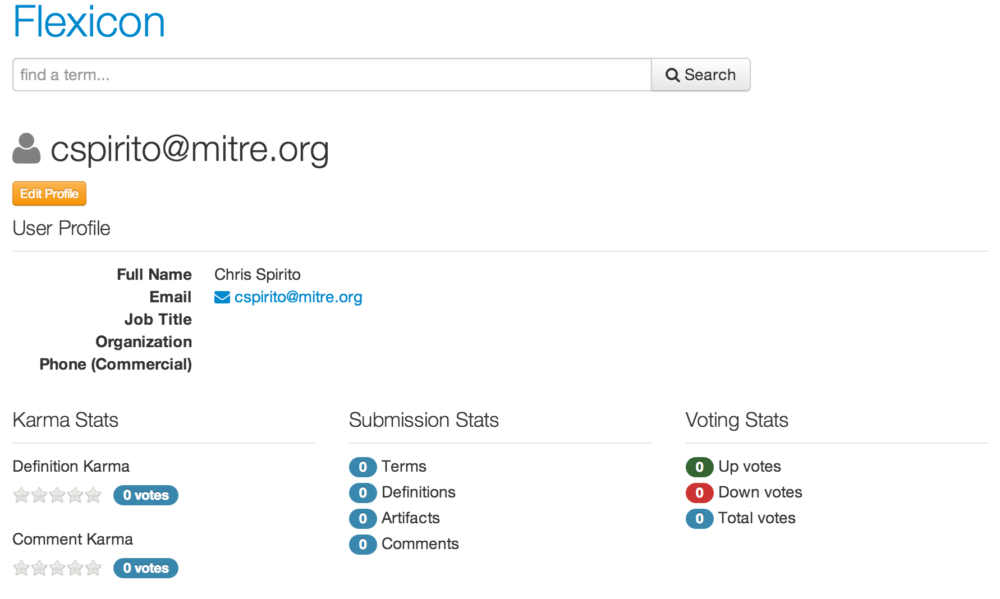 Flexicon
find a term...
Search
cspirito@mitre.org
Edit Profile
User Profile
Full Name Chris Spirito
Email cspirito@mitre.org
Job Title
Organization
Phone (Commercial)
Karma Stats
Definition Karma
0 votes
Comment Karma
0 votes
Submission Stats
0 Terms
0 Definitions
0 Artifacts
0 Comments
Voting Stats
0 Up votes
0 Down votes
0 Total votes